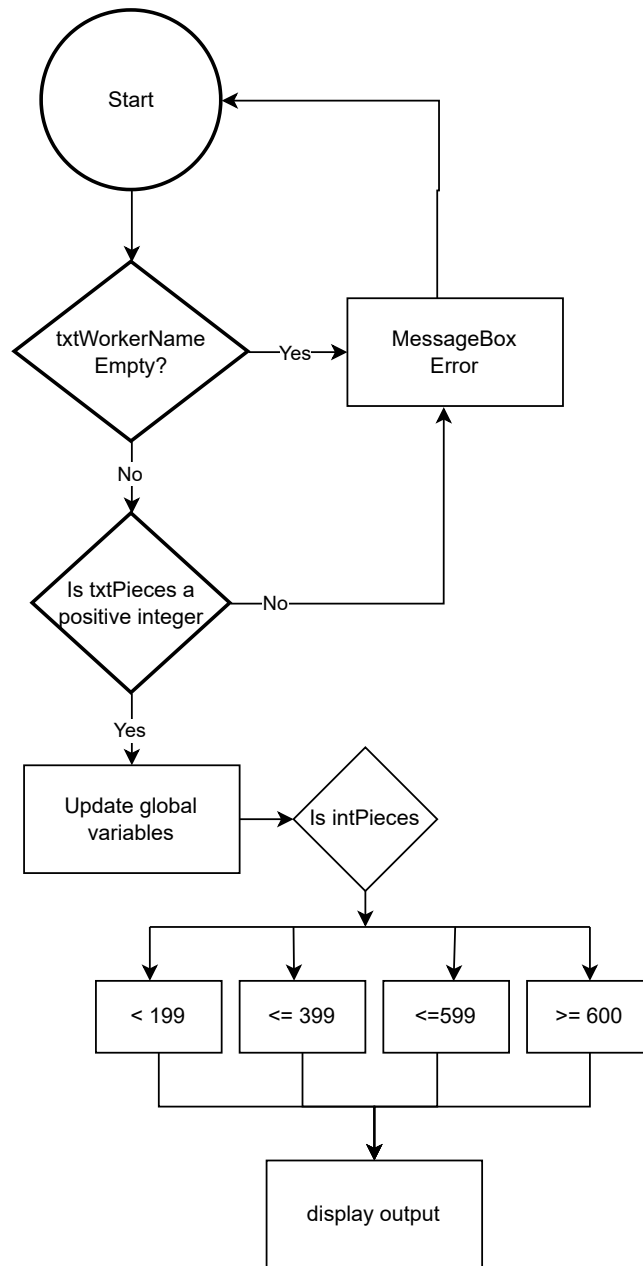 Start
txtWorkerName
Empty?
Yes
MessageBox
Error
No
Is txtPieces a
positive integer
No
Yes
Update global
variables
Is intPieces
< 199
<= 399
<=599
>= 600
display output